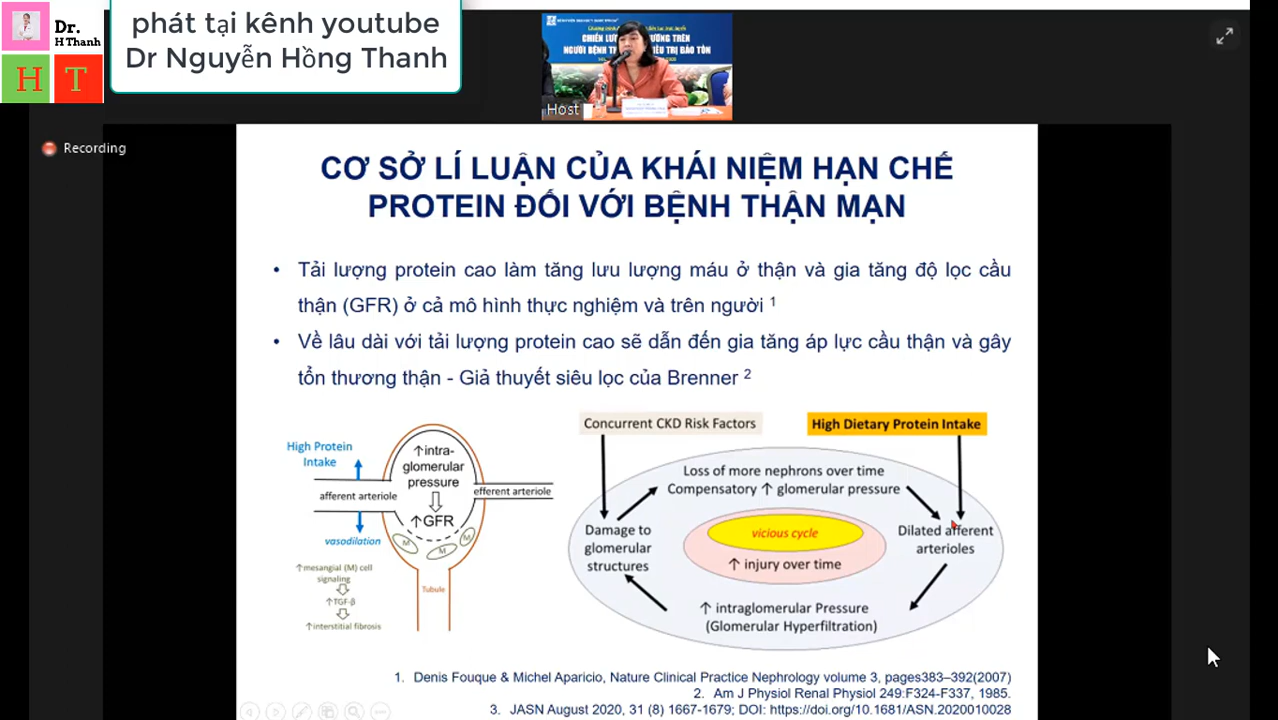 Dr.
H Thanh
H T
phát tại kênh youtube
Dr Nguyễn Hồng Thanh
NGƯỜI BỆNH
Host
Recording
CƠ SỞ LÍ LUẬN CỦA KHÁI NIỆM HẠN CHẾ
PROTEIN ĐỐI VỚI BỆNH THẬN MẠN
• Tải lượng protein cao làm tăng lưu lượng máu ở thận và gia tăng độ lọc cầu
thận (GFR) ở cả mô hình thực nghiệm và trên người 1
• Về lâu dài với tải lượng protein cao sẽ dẫn đến gia tăng áp lực cầu thận và gây
tổn thương thận - Giả thuyết siêu lọc của Brenner 2
High Protein
Intake
afferent arteriole
vasodilation
↑mesangial (M) cell
signaling
↑TGF-β
↑interstitial fibrosis
↑intra-
glomerular
pressure
↑GFR
M
M
M
efferent arteriole
Tubule
Concurrent CKD Risk Factors
High Dietary Protein Intake
Loss of more nephrons over time
Compensatory ↑ glomerular pressure
Damage to
glomerular
structures
vicious cycle
↑ injury over time
Dilated afferent
arterioles
↑ intraglomerular Pressure
(Glomerular Hyperfiltration)
1. Denis Fouque & Michel Aparicio, Nature Clinical Practice Nephrology volume 3, pages383–392(2007)
2. Am J Physiol Renal Physiol 249:F324-F337, 1985.
3. JASN August 2020, 31 (8) 1667-1679; DOI: https://doi.org/10.1681/ASN.2020010028